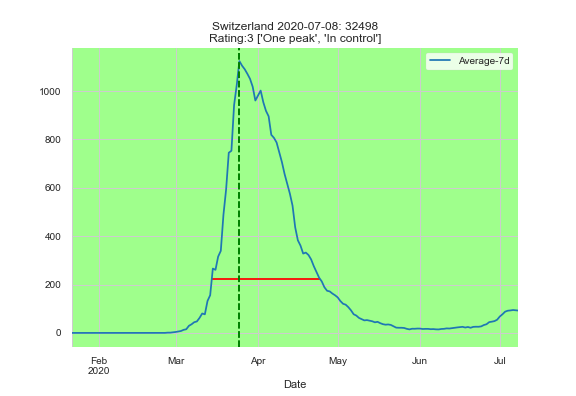 Switzerland 2020-07-08: 32498
Rating:3 ['One peak', 'In control']
Average-7d
1000
800
600
400
200
0
Feb
2020
Mar
Apr
May
Jun
Jul
Date